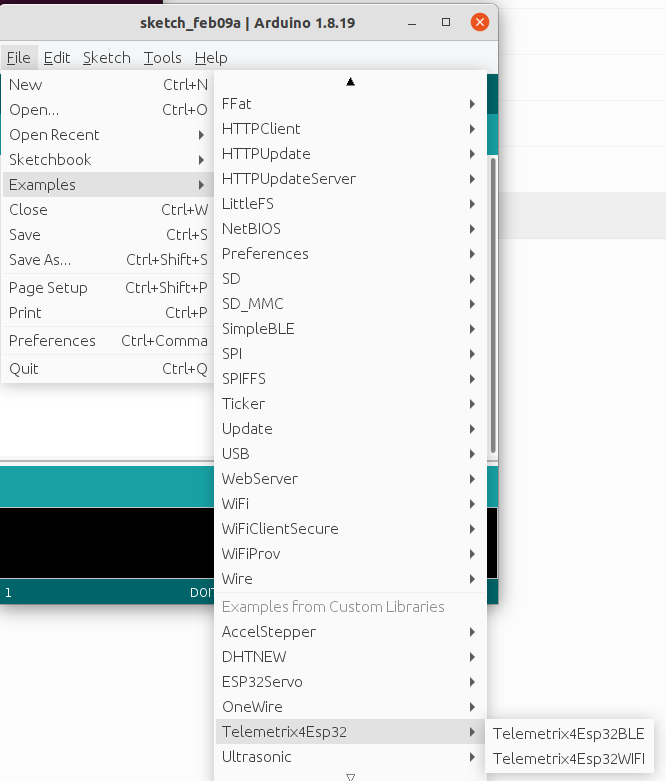 sketch_feb09a | Arduino 1.8.19
File Edit Sketch Tools Help
New Ctrl+N
Open... Ctrl+O
Open Recent
Sketchbook
Examples
Close Ctrl+W
Save Ctrl+S
Save As... Ctrl+Shift+S
Page Setup Ctrl+Shift+P
Print Ctrl+P
Preferences Ctrl+Comma
Quit Ctrl+Q
FFat
HTTPClient
HTTPUpdate
HTTPUpdateServer
LittleFS
NetBIOS
Preferences
SD
SD_MMC
SimpleBLE
SPI
SPIFFS
Ticker
Update
USB
WebServer
WiFi
WiFiClientSecure
WiFiProv
Wire
Examples from Custom Libraries
AccelStepper
DHTNEW
ESP32Servo
OneWire
Telemetrix4Esp32
Ultrasonic
Telemetrix4Esp32BLE
Telemetrix4Esp32WIFI
1 DOIT